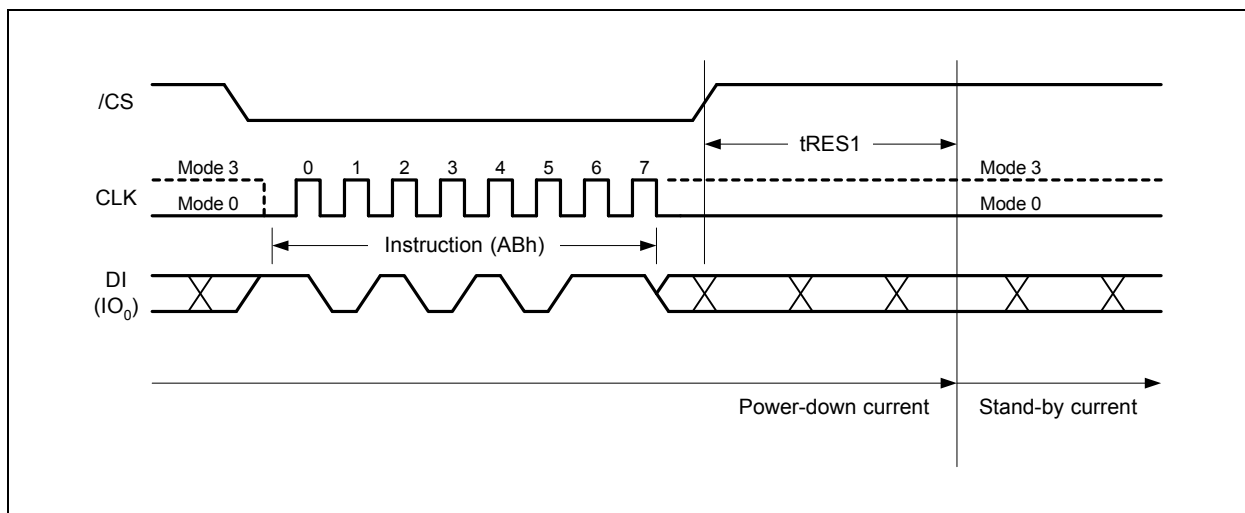 /CS
tRES1
Mode 3 0 1 2 3 4 5 6 7 Mode 3
CLK
Mode 0 Mode 0
Instruction (ABh)
DI
(IO0)
Power-down current Stand-by current